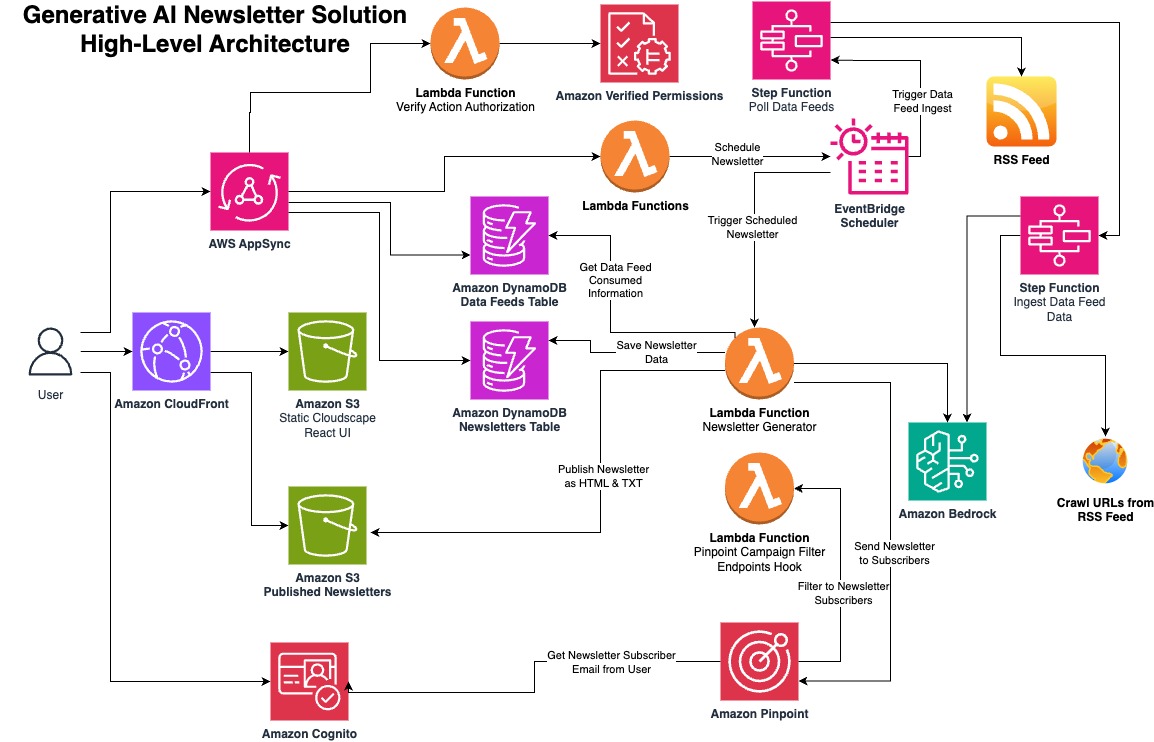 Generative AI Newsletter Solution
High-Level Architecture
Lambda Function
Verify Action Authorization
Amazon Verified Permissions
Step Function
Poll Data Feeds
Trigger Data
Feed Ingest
RSS Feed
Schedule
Newsletter
Lambda Functions
EventBridge
Scheduler
AWS AppSync
Trigger Scheduled
Newsletter
Get Data Feed
Consumed
Information
Amazon DynamoDB
Data Feeds Table
Step Function
Ingest Data Feed
Data
Save Newsletter
Data
User
Amazon CloudFront
Amazon S3
Static Cloudscape
React UI
Amazon DynamoDB
Newsletters Table
Lambda Function
Newsletter Generator
Publish Newsletter
as HTML & TXT
Amazon Bedrock
Crawl URLs from
RSS Feed
Lambda Function
Pinpoint Campaign Filter
Endpoints Hook
Send Newsletter
to Subscribers
Amazon S3
Published Newsletters
Filter to Newsletter
Subscribers
Get Newsletter Subscriber
Email from User
Amazon Pinpoint
Amazon Cognito